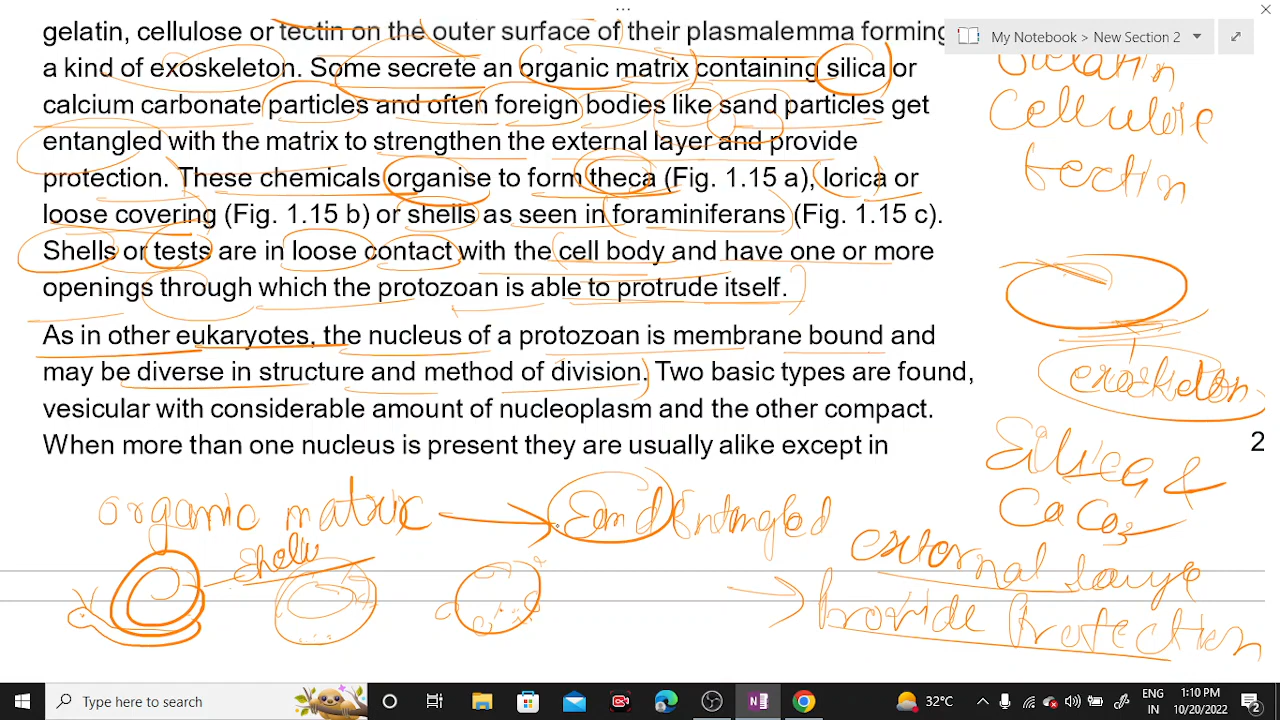 ...
gelatin, cellulose or tectin on the outer surface of their plasmalemma forming
My Notebook > New Section 2
a kind of exoskeleton. Some secrete an organic matrix containing silica or
calcium carbonate particles and often foreign bodies like sand particles get
entangled with the matrix to strengthen the external layer and provide
protection. These chemicals organise to form theca (Fig. 1.15 a), lorica or
loose covering (Fig. 1.15 b) or shells as seen in foraminiferans (Fig. 1.15 c).
Shells or tests are in loose contact with the cell body and have one or more
openings through which the protozoan is able to protrude itself.
As in other eukaryotes, the nucleus of a protozoan is membrane bound and
may be diverse in structure and method of division. Two basic types are found,
vesicular with considerable amount of nucleoplasm and the other compact.
When more than one nucleus is present they are usually alike except in
2
Gelatin
Cellulose
tectin
Silica &
CaCo3
organic matrix
Sand Entangled
external
Provide Protection
Type here to search
32°C
ENG
IN
1:10 PM
10/20/2022
2